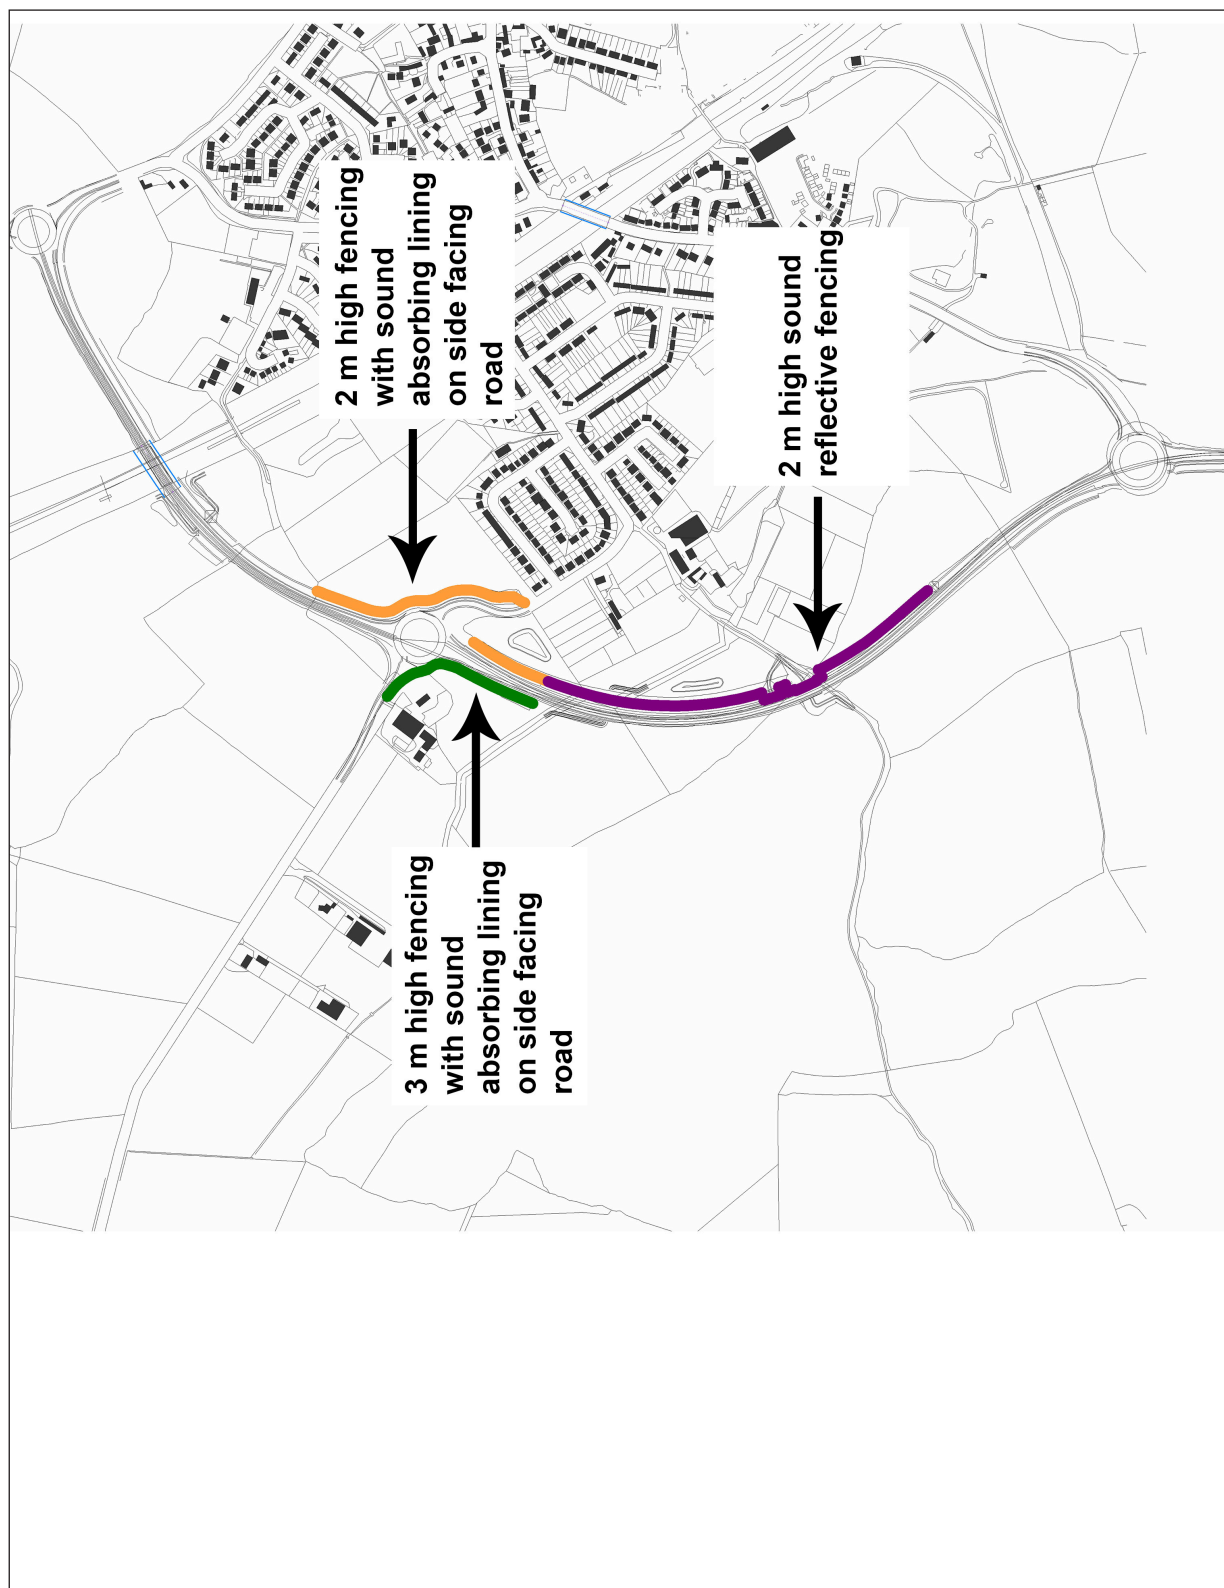 2 m high fencing
with sound
absorbing lining
on side facing
road
2 m high sound
reflective fencing
3 m high fencing
with sound
absorbing lining
on side facing
road